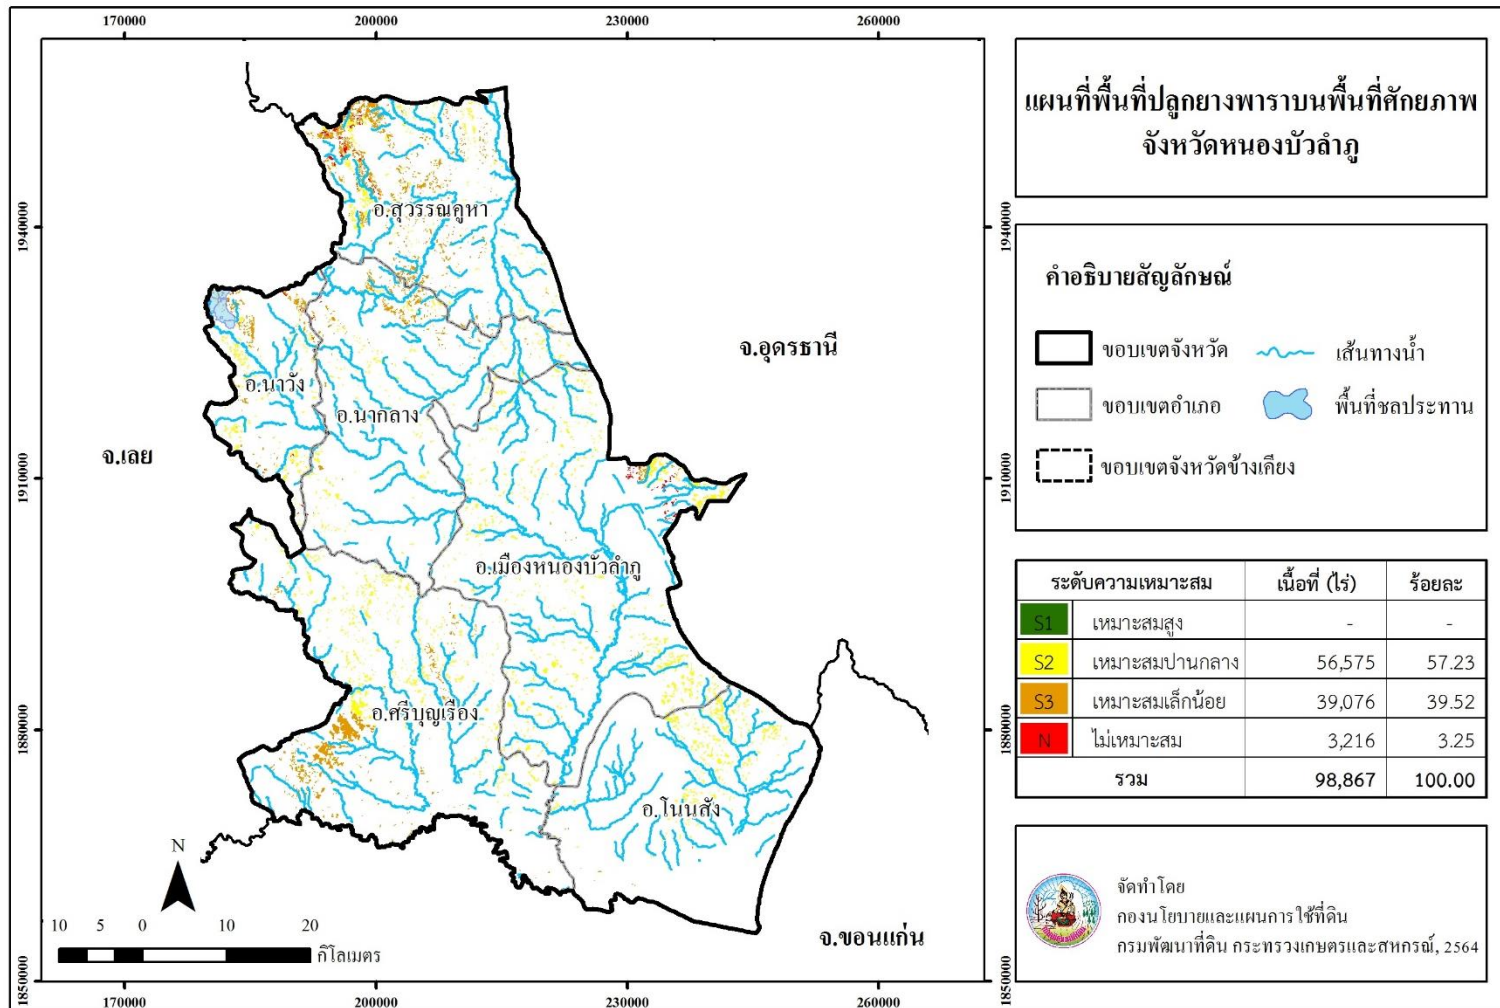 170000 200000 230000 260000
แผนที่พื้นที่ปลูกยางพาราบนพื้นที่ศักยภาพ
จังหวัดหนองบัวลำภู
1940000 1940000
อ.สุวรรณคูหา
คำอธิบายสัญลักษณ์
ขอบเขตจังหวัด เส้นทางน้ำ
ขอบเขตอำเภอ พื้นที่ชลประทาน
ขอบเขตจังหวัดข้างเคียง
จ.อุดรธานี
อ.นาวัง
อ.นากลาง
จ.เลย
1910000 1910000
อ.เมืองหนองบัวลำภู
ระดับความเหมาะสม เนื้อที่ (ไร่) ร้อยละ
S1 เหมาะสมสูง - -
S2 เหมาะสมปานกลาง 56,575 57.23
S3 เหมาะสมเล็กน้อย 39,076 39.52
N ไม่เหมาะสม 3,216 3.25
รวม 98,867 100.00
อ.ศรีบุญเรือง
1880000 1880000
อ.โนนสัง
N
10 5 0 10 20
กิโลเมตร
จ.ขอนแก่น
จัดทำโดย
กองนโยบายและแผนการใช้ที่ดิน
กรมพัฒนาที่ดิน กระทรวงเกษตรและสหกรณ์, 2564
1850000 1850000
170000 200000 230000 260000